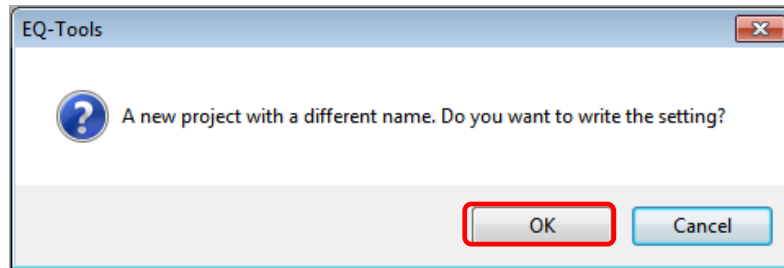 EQ-Tools
A new project with a different name. Do you want to write the setting?
OK
Cancel